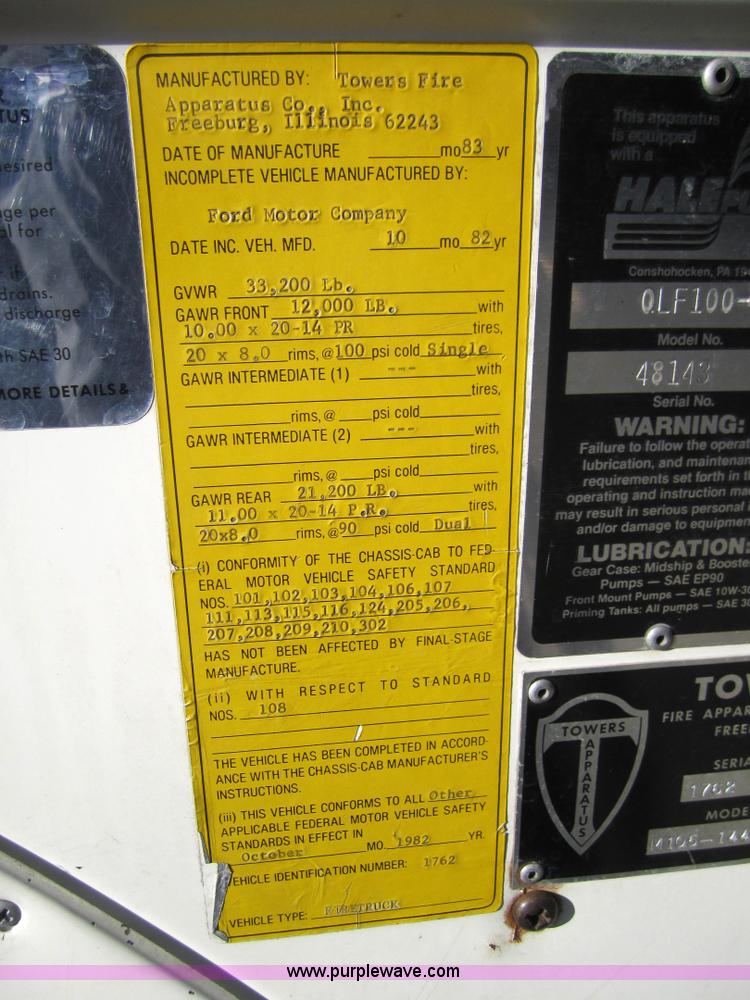 MANUFACTURED BY: Towers Fire
Apparatus Co., Inc.
Freeburg, Illinois 62243
DATE OF MANUFACTURE mo 83 yr
INCOMPLETE VEHICLE MANUFACTURED BY:
Ford Motor Company
DATE INC. VEH. MFD. 10 mo 82 yr
GVWR 33,200 Lb.
GAWR FRONT 12,000 LB. with
10.00 x 20-14 PR tires,
20 x 8.0 rims, @ 100 psi cold Single
GAWR INTERMEDIATE (1) --- with
tires,
rims, @ psi cold
GAWR INTERMEDIATE (2) --- with
tires,
rims, @ psi cold
GAWR REAR 21,200 LB. with
11.00 x 20-14 P.R. tires,
20x8.0 rims, @ 90 psi cold Dual
(i) CONFORMITY OF THE CHASSIS-CAB TO FED-
ERAL MOTOR VEHICLE SAFETY STANDARD
NOS. 101,102,103,104,106,107
111,113,115,116,124,205,206,
207,208,209,210,302
HAS NOT BEEN AFFECTED BY FINAL-STAGE
MANUFACTURE.
(ii) WITH RESPECT TO STANDARD
NOS. 108
THE VEHICLE HAS BEEN COMPLETED IN ACCORD-
ANCE WITH THE CHASSIS-CAB MANUFACTURER'S
INSTRUCTIONS.
(iii) THIS VEHICLE CONFORMS TO ALL Other
APPLICABLE FEDERAL MOTOR VEHICLE SAFETY
STANDARDS IN EFFECT IN
October MO. 1982 YR.
VEHICLE IDENTIFICATION NUMBER: 1762
VEHICLE TYPE: FIRETRUCK
TUS
esired
ge per
al for
if
drains.
discharge
th SAE 30
MORE DETAILS &
This apparatus
is equipped
with a
HALE
Conshohocken, PA
QLF100-
Model No.
48143
Serial No.
WARNING:
Failure to follow the operat
lubrication, and maintenan
requirements set forth in t
operating and instruction ma
may result in serious personal i
and/or damage to equipmen
LUBRICATION:
Gear Case: Midship & Booste
Pumps — SAE EP90
Front Mount Pumps — SAE 10W-30
Priming Tanks: All pumps — SAE 30
TOW
FIRE APPAR
FREE
SERIA
1762
MODE
M105-144
TOWERS
APPARATUS
www.purplewave.com